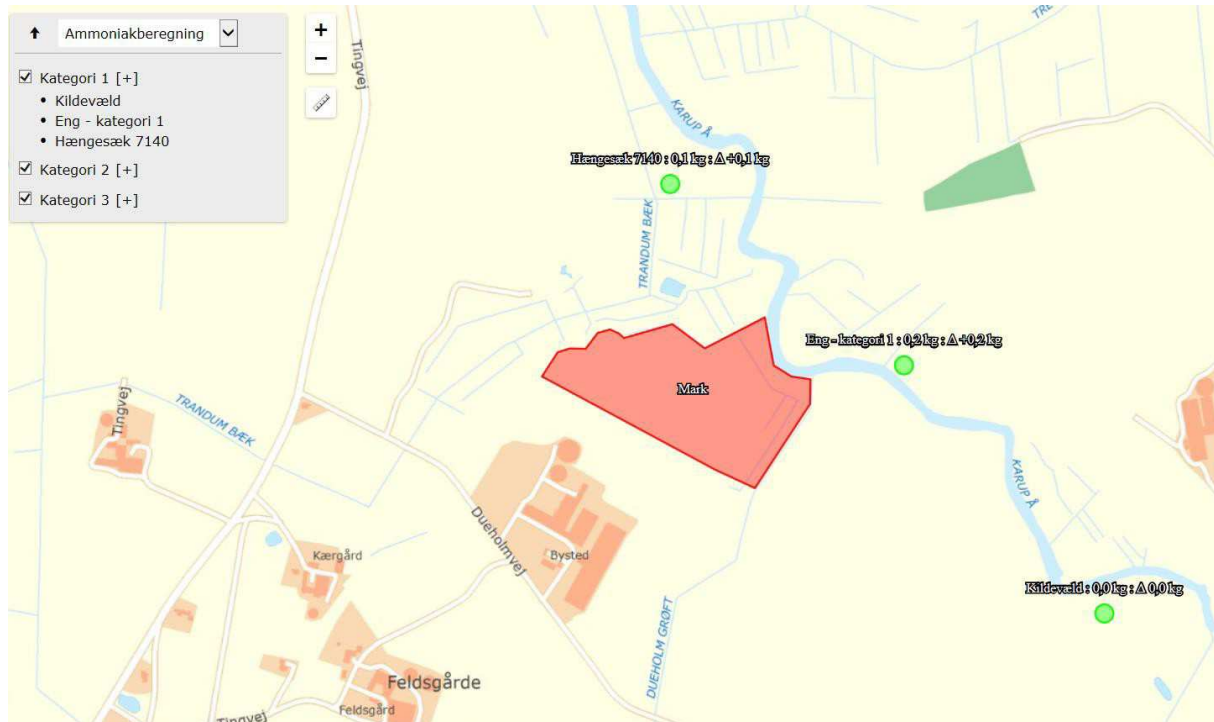 Ammoniakberegning
Kategori 1 [+]
• Kildevæld
• Eng - kategori 1
• Hængesæk 7140
Kategori 2 [+]
Kategori 3 [+]
+
−
Tingvej
KARUP Å
Hængesæk 7140 : 0,1 kg : Δ +0,1 kg
TRANDUM BÆK
Eng - kategori 1 : 0,2 kg : Δ +0,2 kg
Mark
Tingvej
TRANDUM BÆK
KARUP Å
Dueholmvej
Bysted
Kærgård
Kildevæld : 0,0 kg : Δ 0,0 kg
DUEHOLM GRØFT
Feldsgårde
Feldsgård
Tingvej